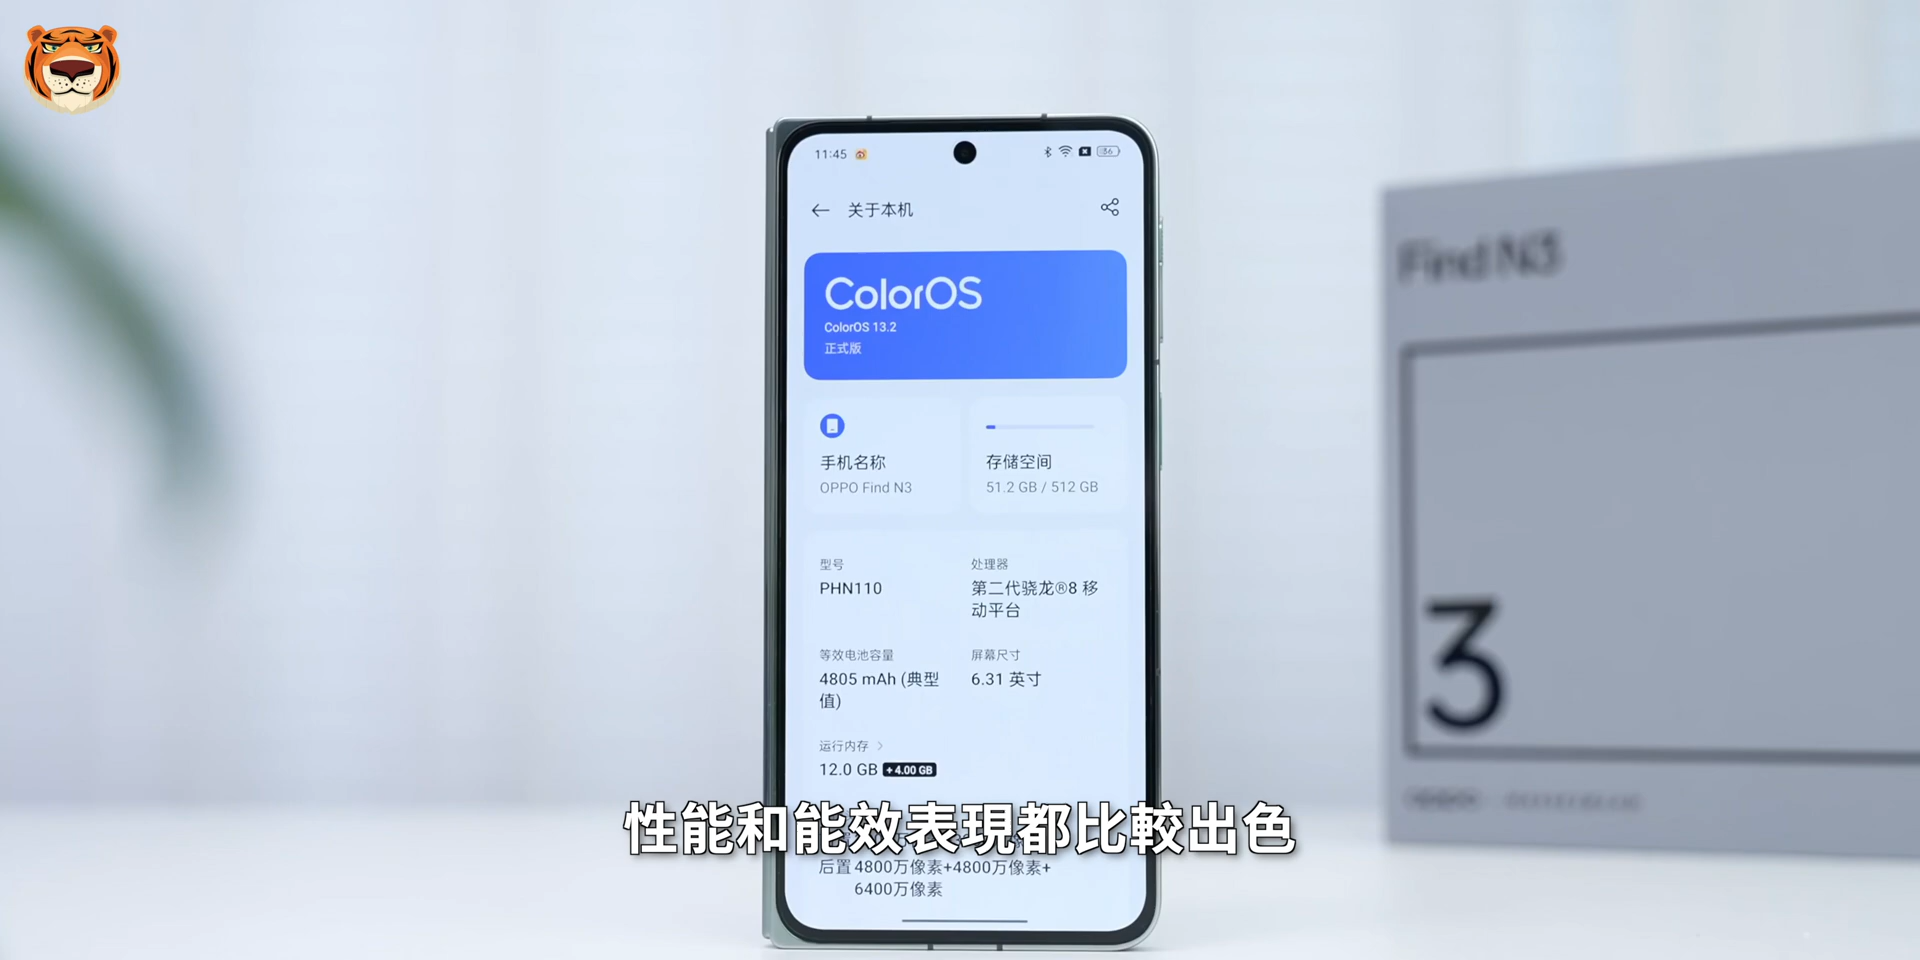 11:45
86
关于本机
ColorOS
ColorOS 13.2
正式版
手机名称
OPPO Find N3
存储空间
51.2 GB / 512 GB
型号
PHN110
处理器
第二代骁龙®8 移
动平台
等效电池容量
4805 mAh (典型
值)
屏幕尺寸
6.31 英寸
运行内存
12.0 GB +4.00 GB
性能和能效表現都比較出色
后置 4800万像素+4800万像素+
6400万像素
Find N3
3